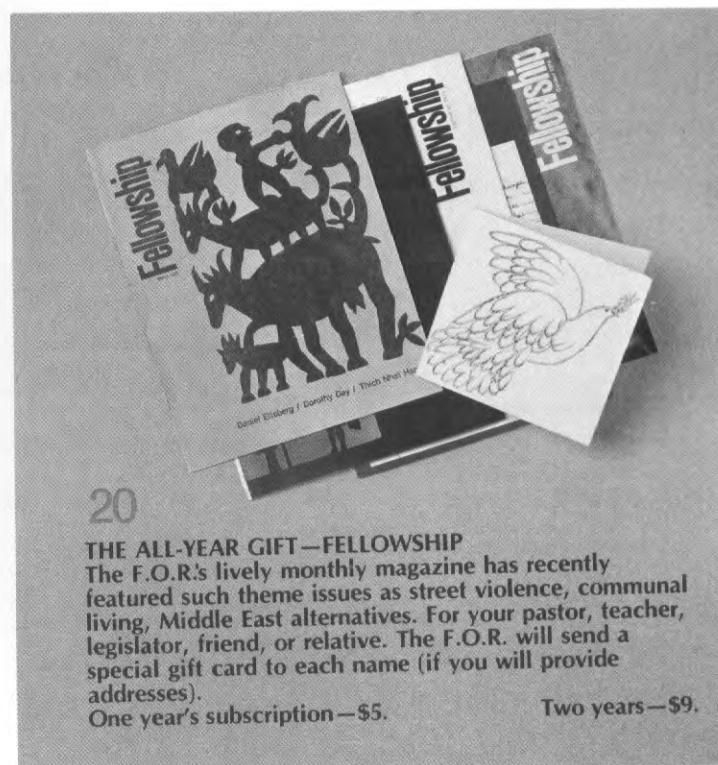 Fellowship
Fellowship
Fellowship
Daniel Ellsberg / Dorothy Day / Thich Nhat
20
THE ALL-YEAR GIFT—FELLOWSHIP
The F.O.R.'s lively monthly magazine has recently
featured such theme issues as street violence, communal
living, Middle East alternatives. For your pastor, teacher,
legislator, friend, or relative. The F.O.R. will send a
special gift card to each name (if you will provide
addresses).
One year's subscription—$5. Two years—$9.